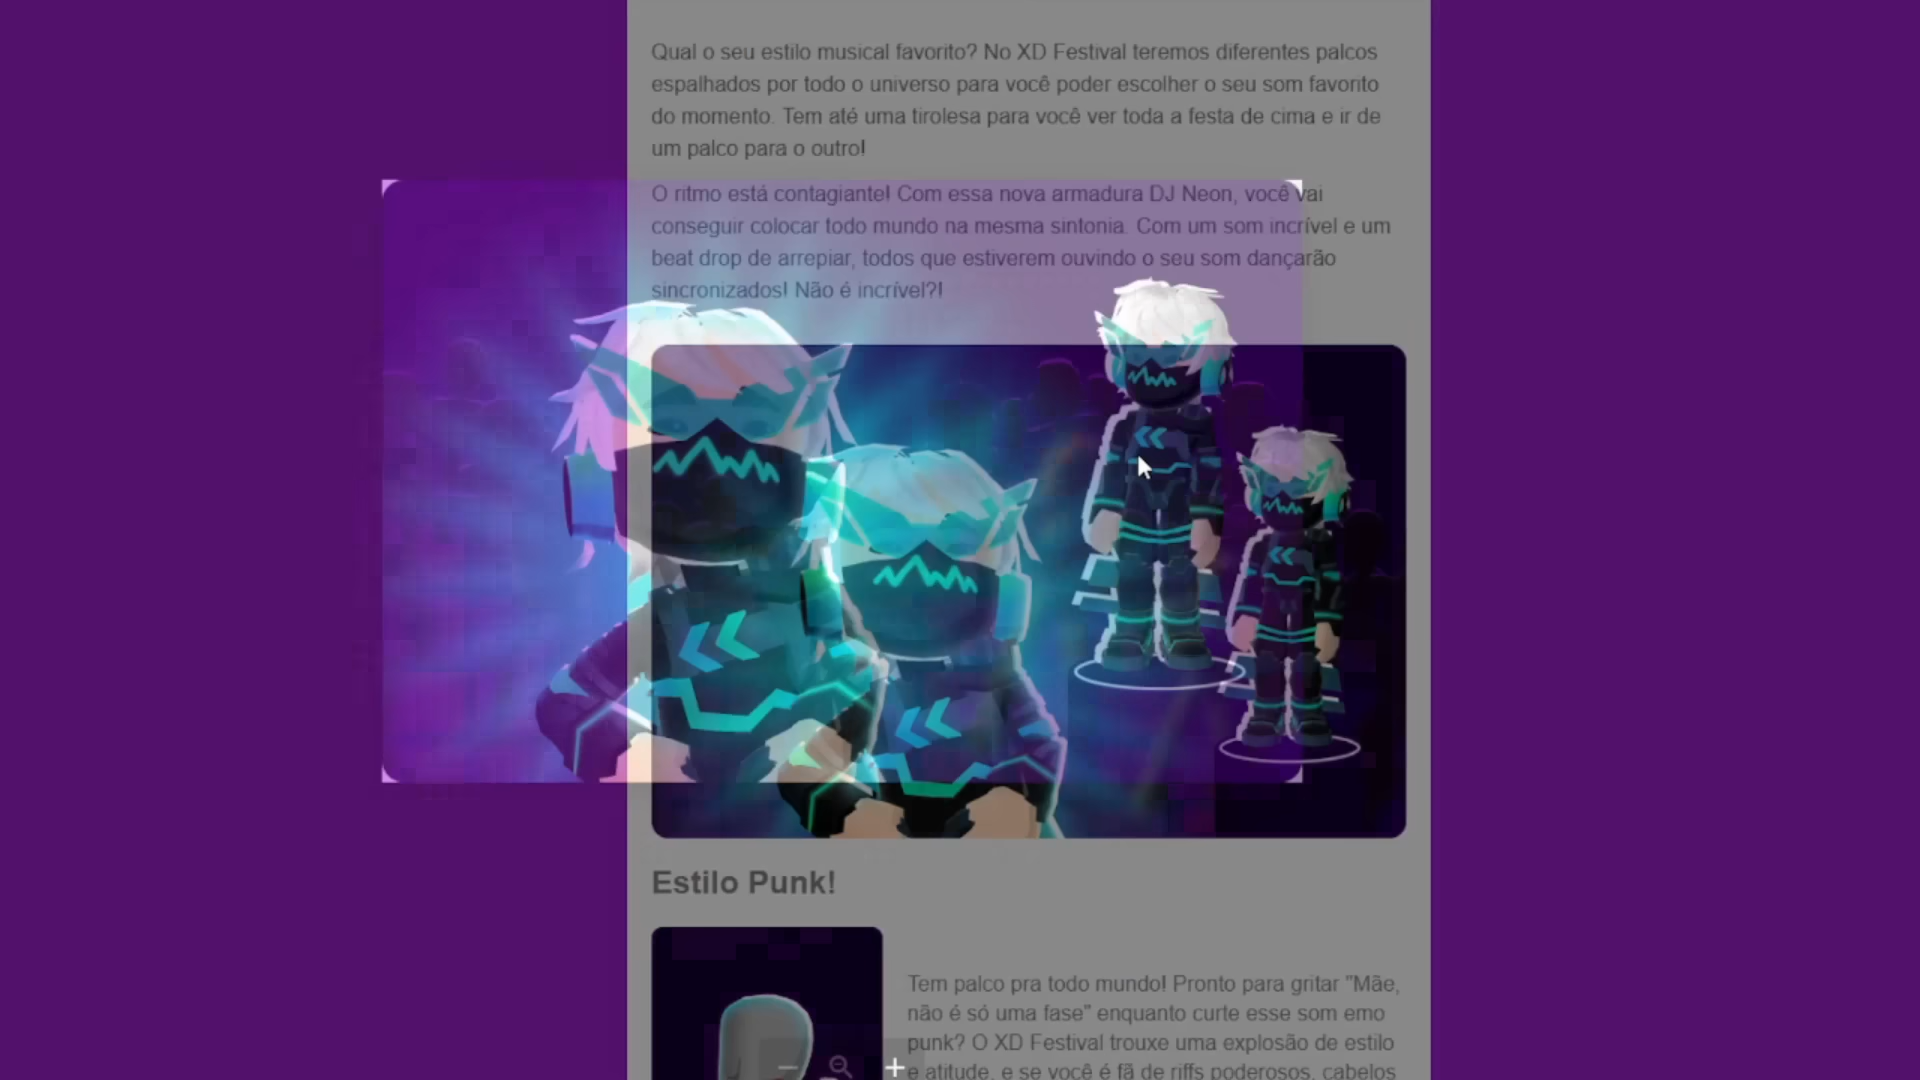 Qual o seu estilo musical favorito? No XD Festival teremos diferentes palcos
espalhados por todo o universo para você poder escolher o seu som favorito
do momento. Tem até uma tirolesa para você ver toda a festa de cima e ir de
um palco para o outro!
O ritmo está contagiante! Com essa nova armadura DJ Neon, você vai
conseguir colocar todo mundo na mesma sintonia. Com um som incrível e um
beat drop de arrepiar, todos que estiverem ouvindo o seu som dançarão
sincronizados! Não é incrível?!
Estilo Punk!
Tem palco pra todo mundo! Pronto para gritar "Mãe,
não é só uma fase" enquanto curte esse som emo
punk? O XD Festival trouxe uma explosão de estilo
e atitude, e se você é fã de riffs poderosos, cabelos